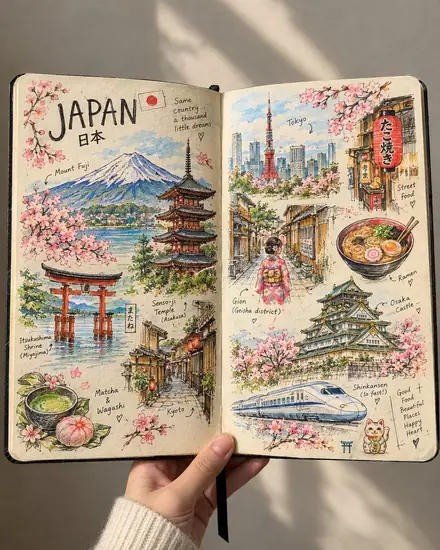 JAPAN
日本
Same
country
a thousand
little dreams
Mount Fuji
Itsukushima
Shrine
(Miyajima)
またね
Senso-ji
Temple
(Asakusa)
Matcha
&
Wagashi
Kyoto
Tokyo
たこ焼き
Street
food
Gion
(Geisha district)
Ramen
Osaka
Castle
Shinkansen
(So fast!)
Good
Food
Beautiful
Places
Happy
Heart